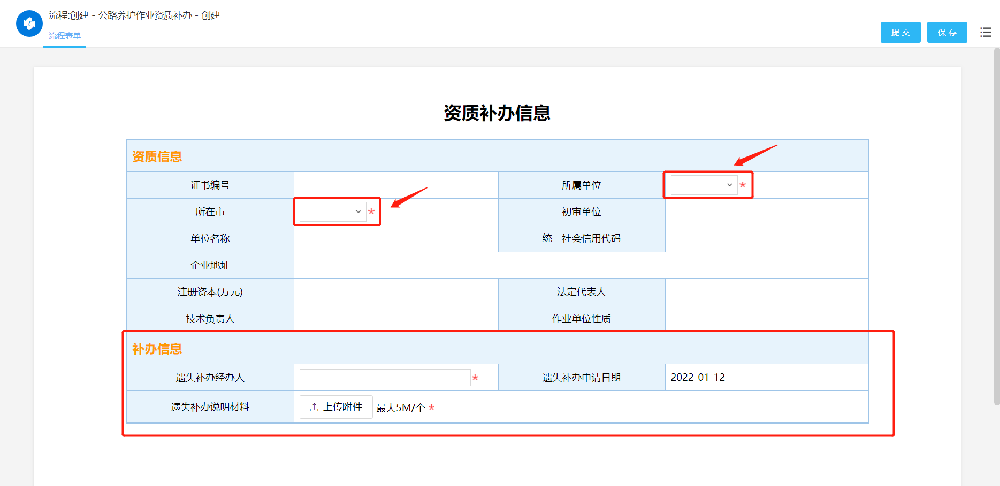 流程:创建 - 公路养护作业资质补办 - 创建
流程表单
提 交 保 存
资质补办信息
资质信息
证书编号 所属单位 *
所在市 * 初审单位
单位名称 统一社会信用代码
企业地址
注册资本(万元) 法定代表人
技术负责人 作业单位性质
补办信息
遗失补办经办人 * 遗失补办申请日期 2022-01-12
遗失补办说明材料 上传附件 最大5M/个 *